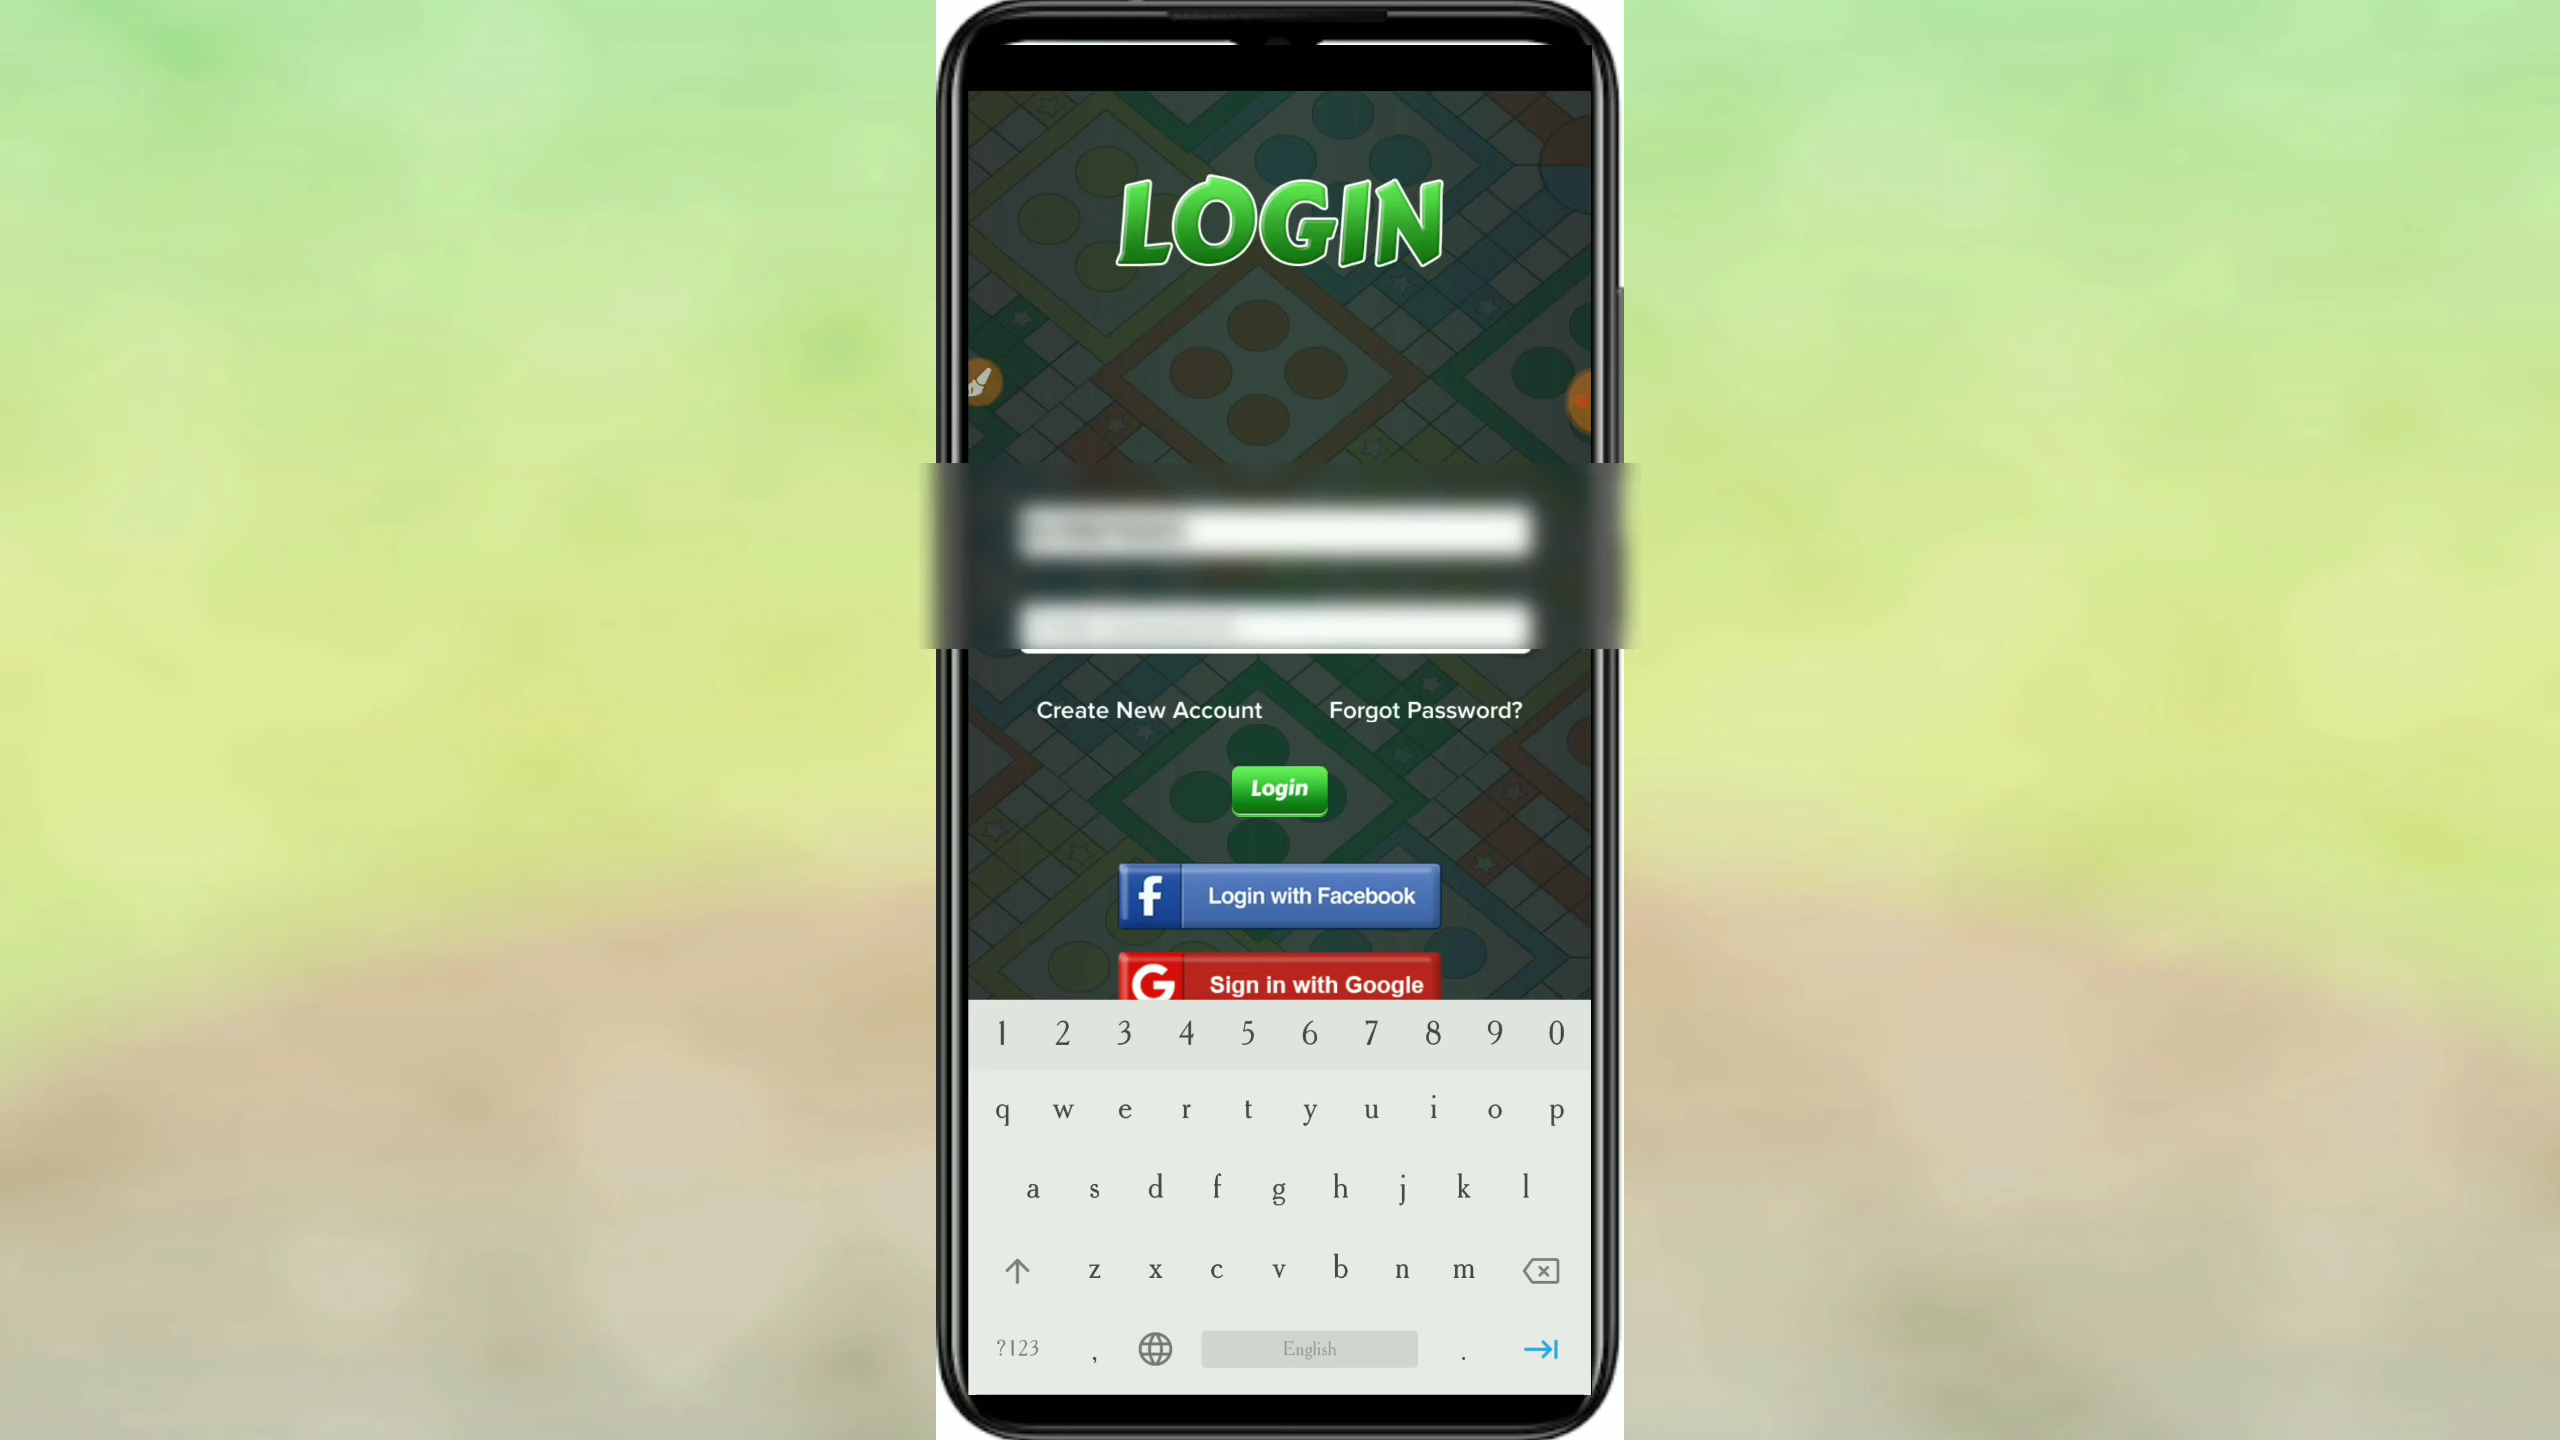 LOGIN
Create New Account Forgot Password?
Login
f Login with Facebook
G Sign in with Google
1 2 3 4 5 6 7 8 9 0
q w e r t y u i o p
a s d f g h j k l
z x c v b n m
?123 , English .